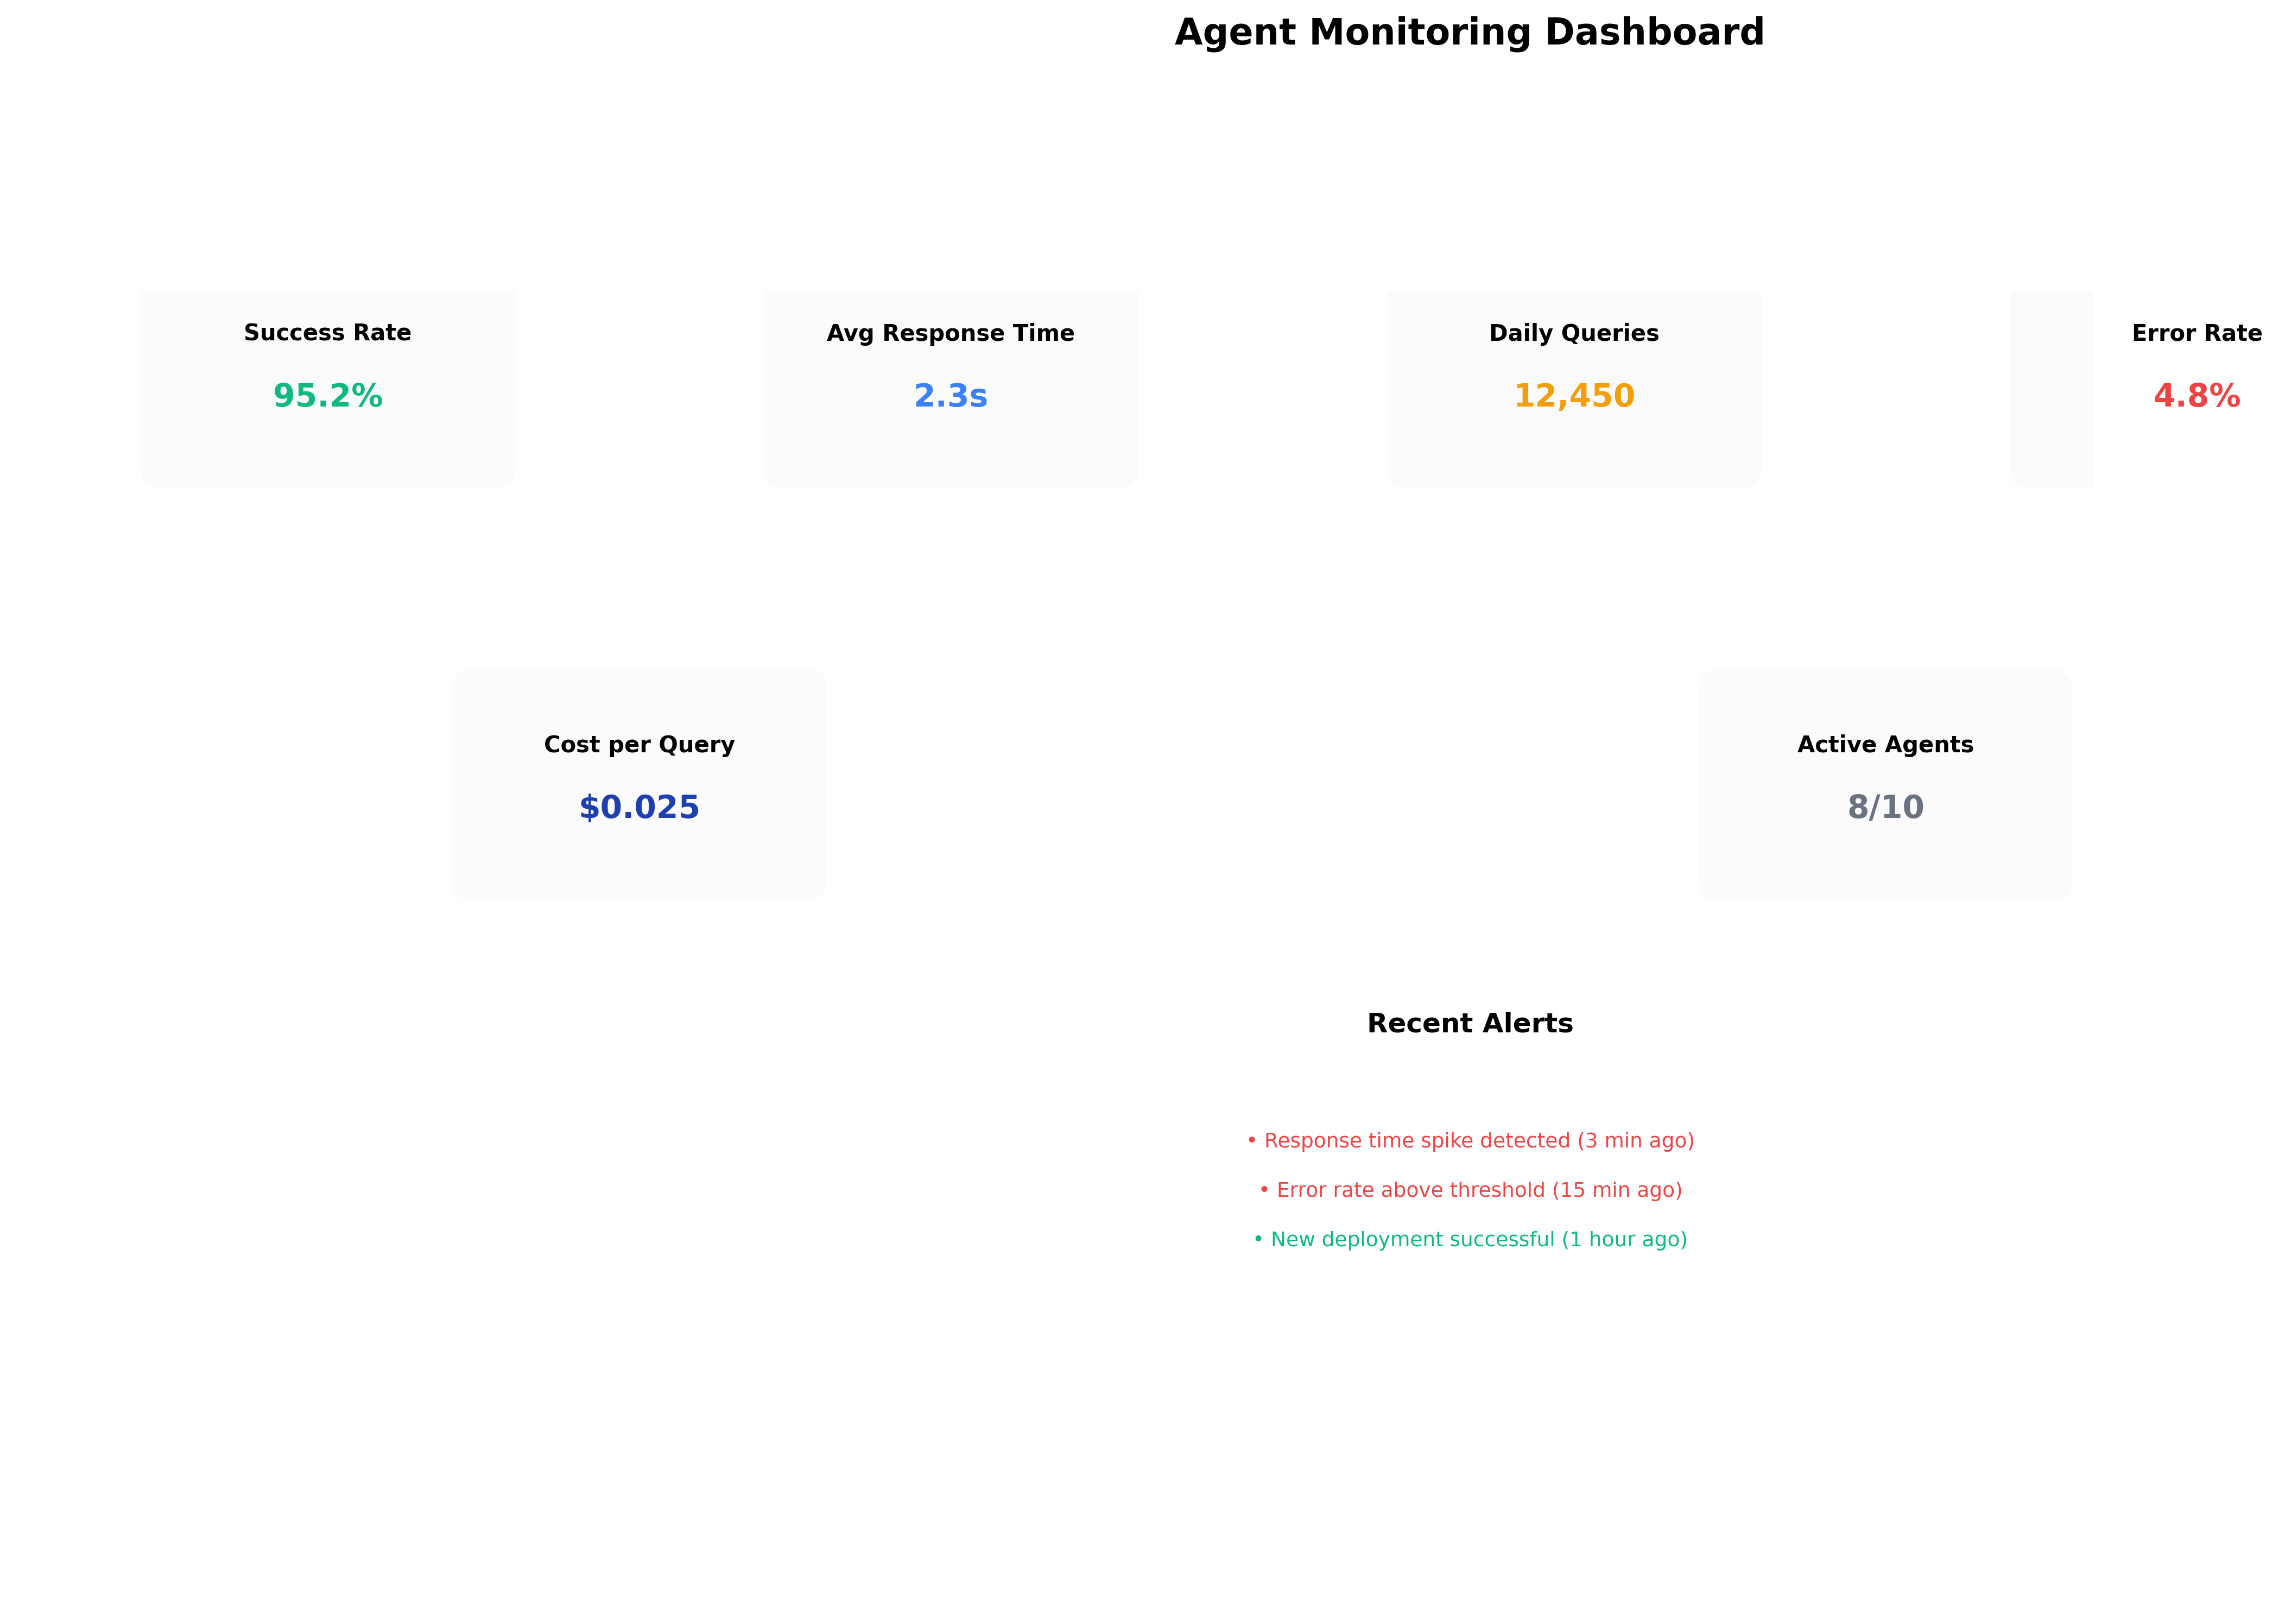 Agent Monitoring Dashboard
Success Rate
95.2%
Avg Response Time
2.3s
Daily Queries
12,450
Error Rate
4.8%
Cost per Query
$0.025
Active Agents
8/10
Recent Alerts
• Response time spike detected (3 min ago)
• Error rate above threshold (15 min ago)
• New deployment successful (1 hour ago)